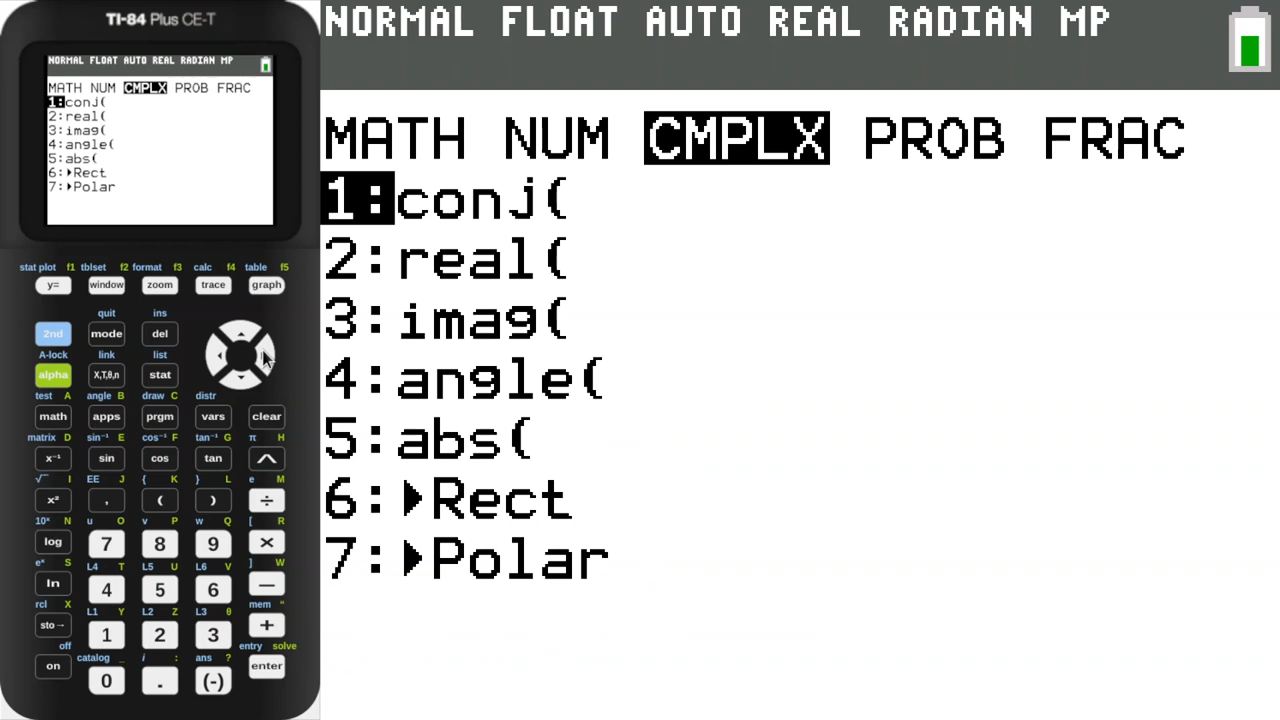 TI-84 Plus CE-T
NORMAL FLOAT AUTO REAL RADIAN MP
MATH NUM CMPLX PROB FRAC
1:conj(
2:real(
3:imag(
4:angle(
5:abs(
6:▶Rect
7:▶Polar
stat plot f1 tblset f2 format f3 calc f4 table f5
y= window zoom trace graph
quit ins
2nd mode del
A-lock link list
alpha X,T,θ,n stat
test A angle B draw C distr
math apps prgm vars clear
matrix D sin⁻¹ E cos⁻¹ F tan⁻¹ G π H
x⁻¹ sin cos tan ^
√‾ I EE J { K } L e M
x² , ( ) ÷
10ˣ N u O v P w Q [ R
log 7 8 9 ×
eˣ S L4 T L5 U L6 V ] W
ln 4 5 6 —
rcl X L1 Y L2 Z L3 θ mem "
sto→ 1 2 3 +
off catalog _ i : ans ? entry solve
on 0 . (-) enter
NORMAL FLOAT AUTO REAL RADIAN MP
MATH NUM CMPLX PROB FRAC
1:conj(
2:real(
3:imag(
4:angle(
5:abs(
6:▶Rect
7:▶Polar